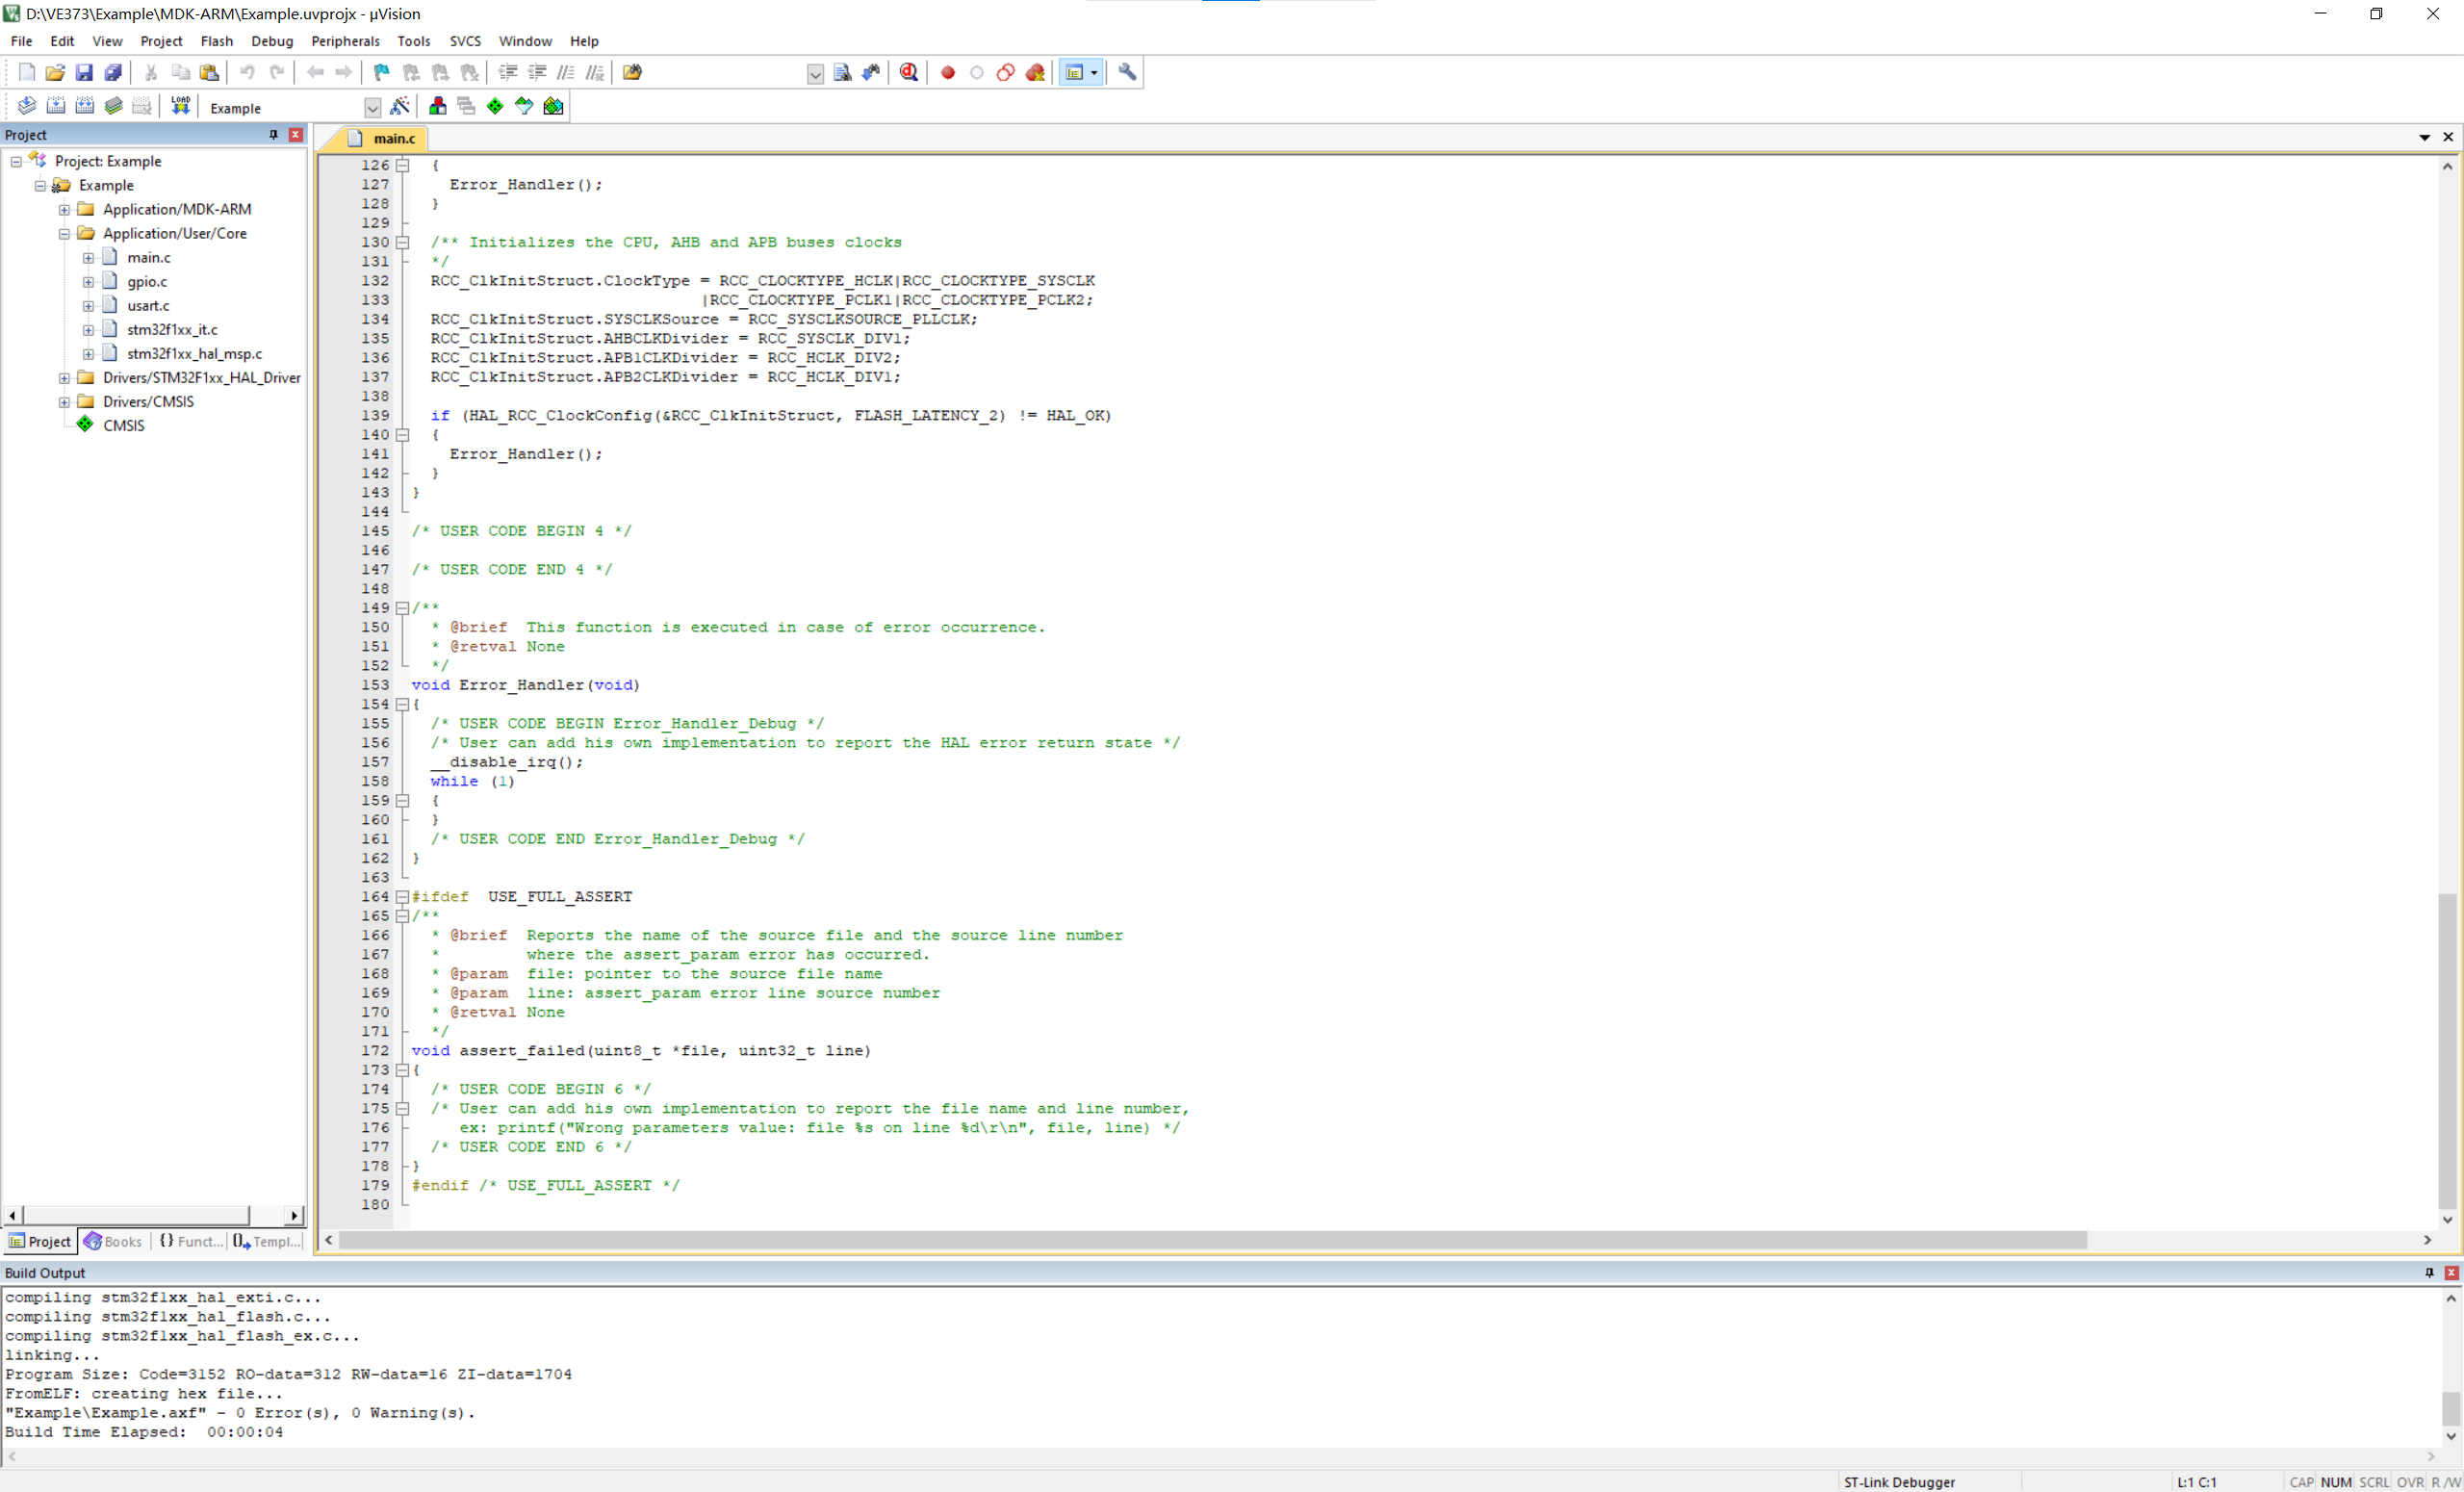 D:\VE373\Example\MDK-ARM\Example.uvprojx - µVision
File Edit View Project Flash Debug Peripherals Tools SVCS Window Help
LOAD Example
Project
Project: Example
Example
Application/MDK-ARM
Application/User/Core
main.c
gpio.c
usart.c
stm32f1xx_it.c
stm32f1xx_hal_msp.c
Drivers/STM32F1xx_HAL_Driver
Drivers/CMSIS
CMSIS
Project Books {} Funct... Templ...
main.c
126 {
127 Error_Handler();
128 }
129
130 /** Initializes the CPU, AHB and APB buses clocks
131 */
132 RCC_ClkInitStruct.ClockType = RCC_CLOCKTYPE_HCLK|RCC_CLOCKTYPE_SYSCLK
133 |RCC_CLOCKTYPE_PCLK1|RCC_CLOCKTYPE_PCLK2;
134 RCC_ClkInitStruct.SYSCLKSource = RCC_SYSCLKSOURCE_PLLCLK;
135 RCC_ClkInitStruct.AHBCLKDivider = RCC_SYSCLK_DIV1;
136 RCC_ClkInitStruct.APB1CLKDivider = RCC_HCLK_DIV2;
137 RCC_ClkInitStruct.APB2CLKDivider = RCC_HCLK_DIV1;
138
139 if (HAL_RCC_ClockConfig(&RCC_ClkInitStruct, FLASH_LATENCY_2) != HAL_OK)
140 {
141 Error_Handler();
142 }
143 }
144
145 /* USER CODE BEGIN 4 */
146
147 /* USER CODE END 4 */
148
149 /**
150 * @brief This function is executed in case of error occurrence.
151 * @retval None
152 */
153 void Error_Handler(void)
154 {
155 /* USER CODE BEGIN Error_Handler_Debug */
156 /* User can add his own implementation to report the HAL error return state */
157 __disable_irq();
158 while (1)
159 {
160 }
161 /* USER CODE END Error_Handler_Debug */
162 }
163
164 #ifdef USE_FULL_ASSERT
165 /**
166 * @brief Reports the name of the source file and the source line number
167 * where the assert_param error has occurred.
168 * @param file: pointer to the source file name
169 * @param line: assert_param error line source number
170 * @retval None
171 */
172 void assert_failed(uint8_t *file, uint32_t line)
173 {
174 /* USER CODE BEGIN 6 */
175 /* User can add his own implementation to report the file name and line number,
176 ex: printf("Wrong parameters value: file %s on line %d\r\n", file, line) */
177 /* USER CODE END 6 */
178 }
179 #endif /* USE_FULL_ASSERT */
180
Build Output
compiling stm32f1xx_hal_exti.c...
compiling stm32f1xx_hal_flash.c...
compiling stm32f1xx_hal_flash_ex.c...
linking...
Program Size: Code=3152 RO-data=312 RW-data=16 ZI-data=1704
FromELF: creating hex file...
"Example\Example.axf" - 0 Error(s), 0 Warning(s).
Build Time Elapsed: 00:00:04
ST-Link Debugger L:1 C:1 CAP NUM SCRL OVR R/W